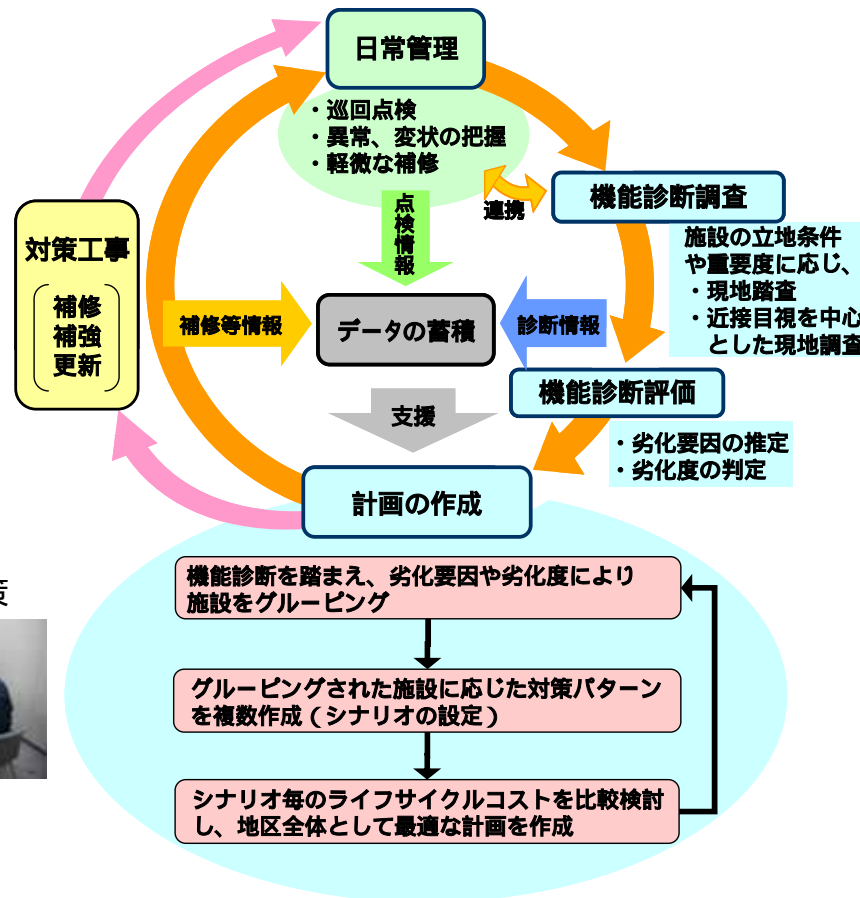 日常管理
・巡回点検
・異常、変状の把握
・軽微な補修
点検情報
連携
機能診断調査
施設の立地条件
や重要度に応じ、
・現地踏査
・近接目視を中心
とした現地調査
対策工事
補修
補強
更新
補修等情報
データの蓄積
診断情報
機能診断評価
・劣化要因の推定
・劣化度の判定
支援
計画の作成
機能診断を踏まえ、劣化要因や劣化度により
施設をグルーピング
グルーピングされた施設に応じた対策パターン
を複数作成（シナリオの設定）
シナリオ毎のライフサイクルコストを比較検討
し、地区全体として最適な計画を作成
策